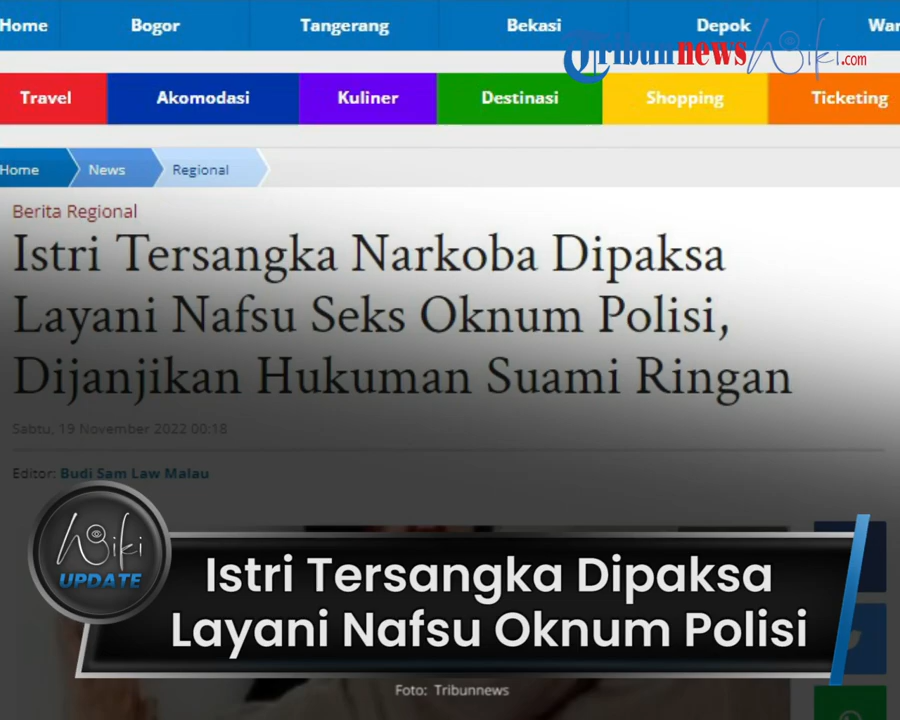 Home Bogor Tangerang Bekasi Depok War
TribunnewsWiki.com
Travel Akomodasi Kuliner Destinasi Shopping Ticketing
Home News Regional
Berita Regional
Istri Tersangka Narkoba Dipaksa
Layani Nafsu Seks Oknum Polisi,
Dijanjikan Hukuman Suami Ringan
Sabtu, 19 November 2022 00:18
Editor: Budi Sam Law Malau
Wiki
UPDATE
Istri Tersangka Dipaksa
Layani Nafsu Oknum Polisi
Foto: Tribunnews